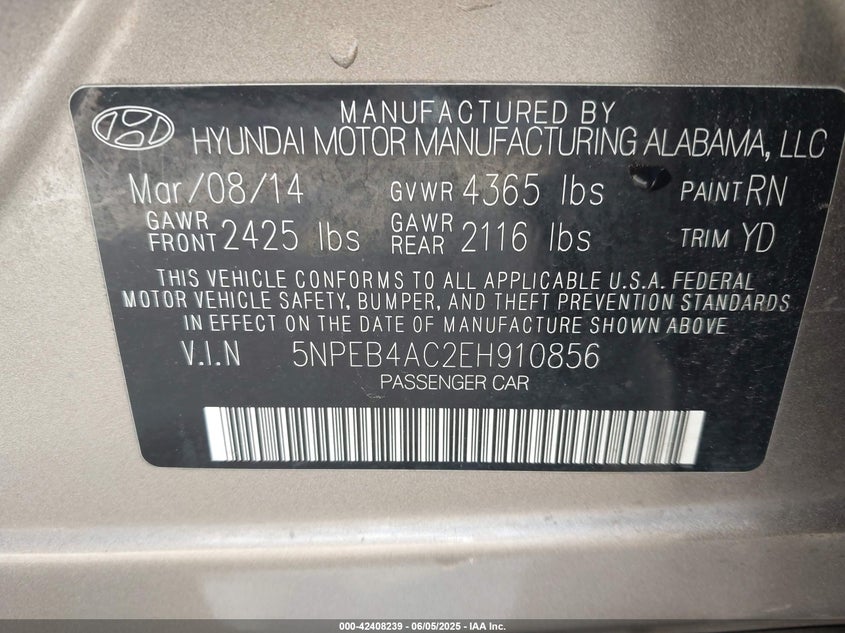 MANUFACTURED BY
HYUNDAI MOTOR MANUFACTURING ALABAMA, LLC
Mar/08/14 GVWR 4365 lbs PAINT RN
GAWR FRONT 2425 lbs GAWR REAR 2116 lbs TRIM YD
THIS VEHICLE CONFORMS TO ALL APPLICABLE U.S.A. FEDERAL
MOTOR VEHICLE SAFETY, BUMPER, AND THEFT PREVENTION STANDARDS
IN EFFECT ON THE DATE OF MANUFACTURE SHOWN ABOVE
V.I.N 5NPEB4AC2EH910856
PASSENGER CAR
000-42408239 - 06/05/2025 - IAA Inc.